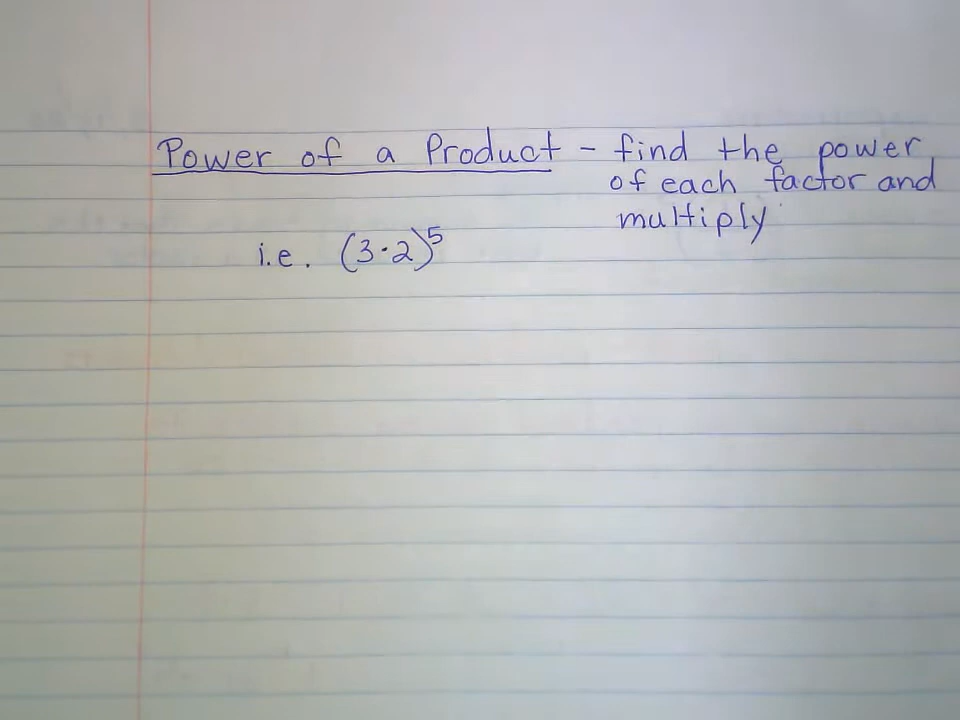 Power of a Product - find the power
of each factor and
multiply
i.e. (3·2)⁵